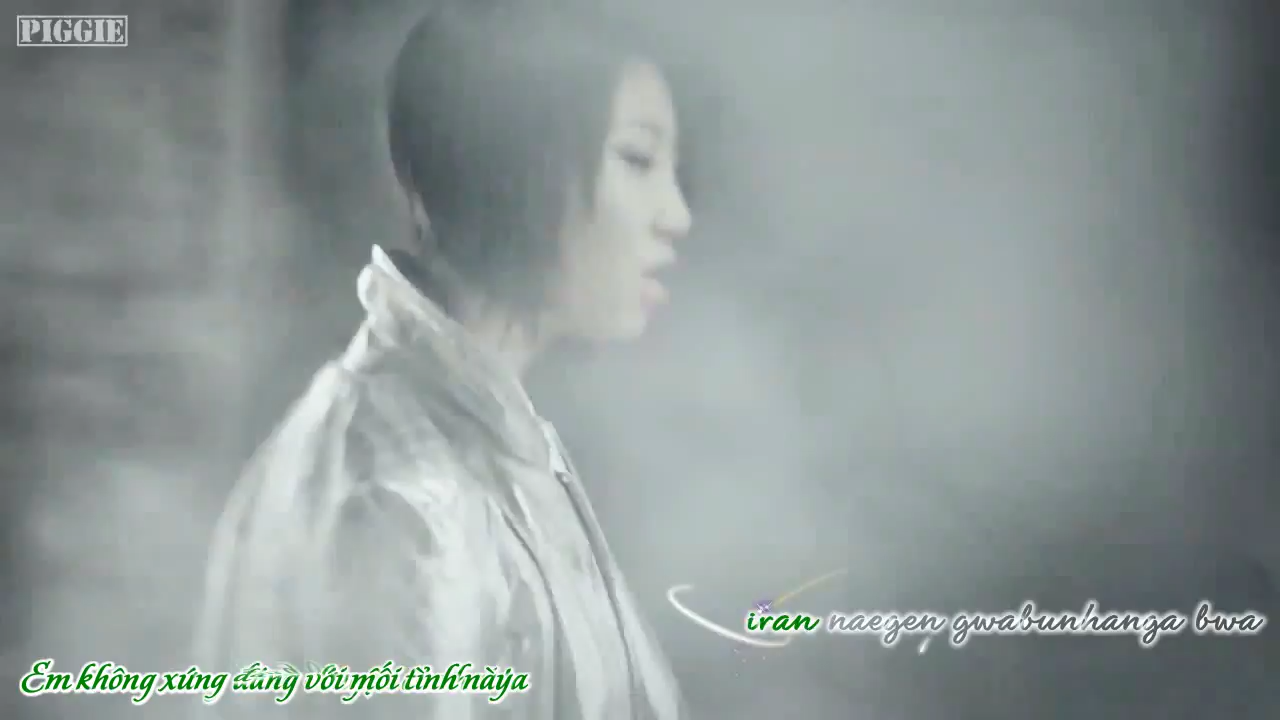 PIGGIE
iran naegen gwabunhanga bwa
Em không xứng đáng với mối tình này